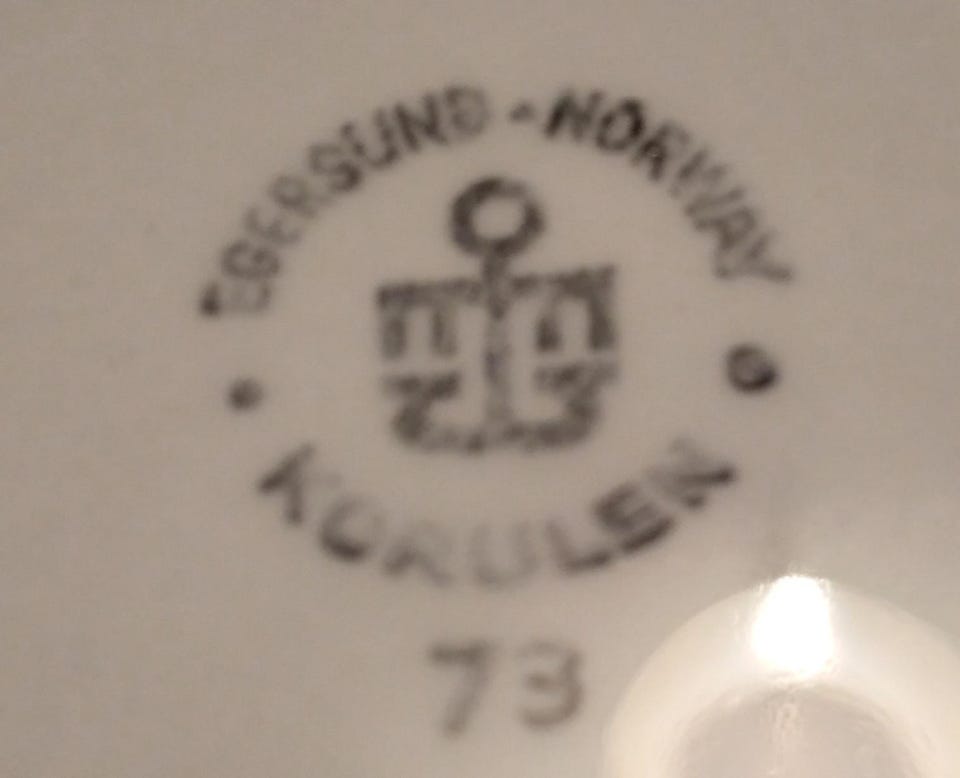 EGERSUND - NORWAY
KORULEN
73